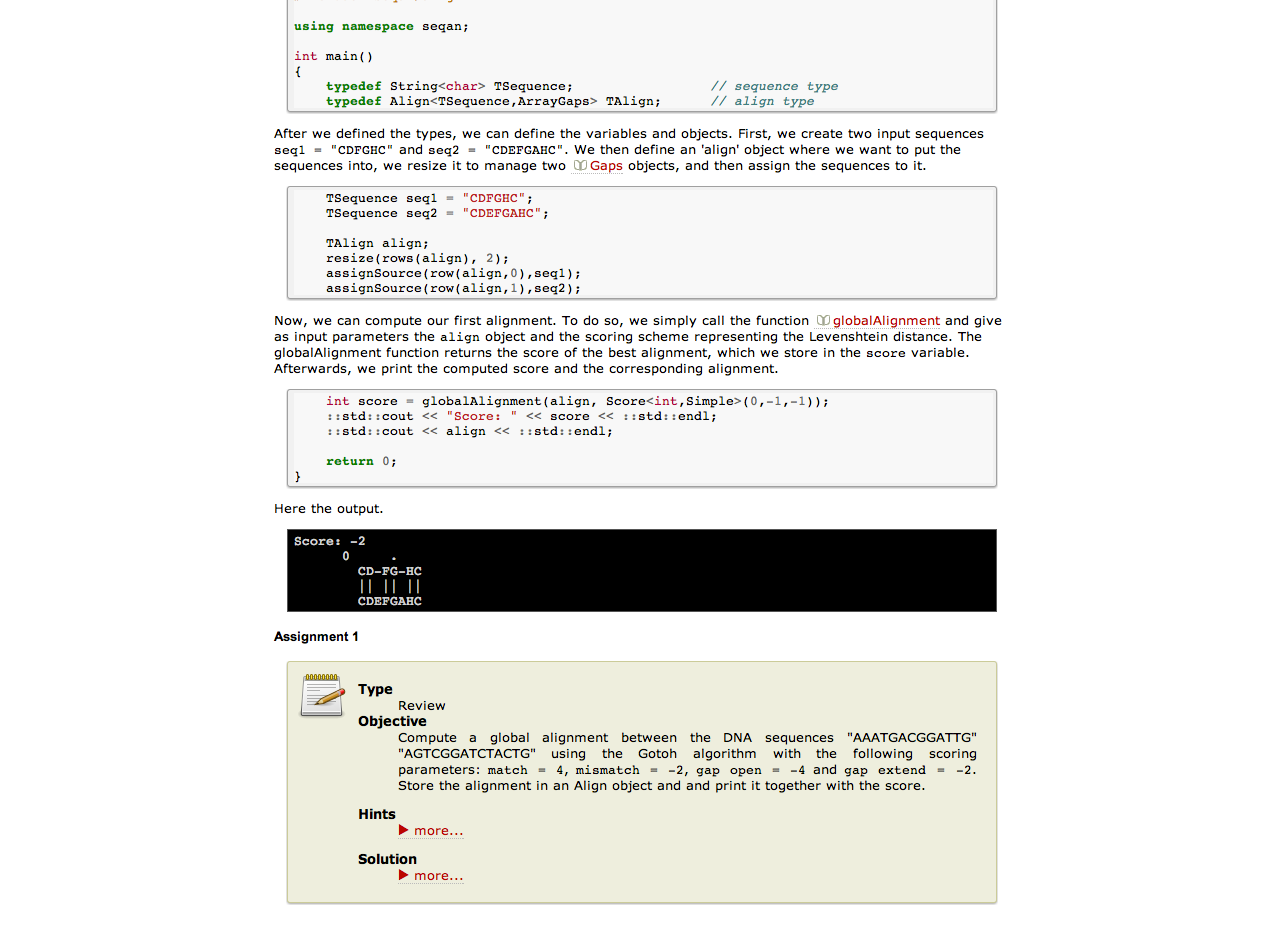 using namespace seqan;
int main()
{
    typedef String<char> TSequence;                 // sequence type
    typedef Align<TSequence,ArrayGaps> TAlign;      // align type
After we defined the types, we can define the variables and objects. First, we create two input sequences
seq1 = "CDFGHC" and seq2 = "CDEFGAHC". We then define an 'align' object where we want to put the
sequences into, we resize it to manage two Gaps objects, and then assign the sequences to it.
    TSequence seq1 = "CDFGHC";
    TSequence seq2 = "CDEFGAHC";
    TAlign align;
    resize(rows(align), 2);
    assignSource(row(align,0),seq1);
    assignSource(row(align,1),seq2);
Now, we can compute our first alignment. To do so, we simply call the function globalAlignment and give
as input parameters the align object and the scoring scheme representing the Levenshtein distance. The
globalAlignment function returns the score of the best alignment, which we store in the score variable.
Afterwards, we print the computed score and the corresponding alignment.
    int score = globalAlignment(align, Score<int,Simple>(0,-1,-1));
    ::std::cout << "Score: " << score << ::std::endl;
    ::std::cout << align << ::std::endl;
    return 0;
}
Here the output.
Score: -2
      0     .
        CD-FG-HC
        || || ||
        CDEFGAHC
Assignment 1
Type
Review
Objective
Compute a global alignment between the DNA sequences "AAATGACGGATTG"
"AGTCGGATCTACTG" using the Gotoh algorithm with the following scoring
parameters: match = 4, mismatch = -2, gap open = -4 and gap extend = -2.
Store the alignment in an Align object and and print it together with the score.
Hints
more...
Solution
more...